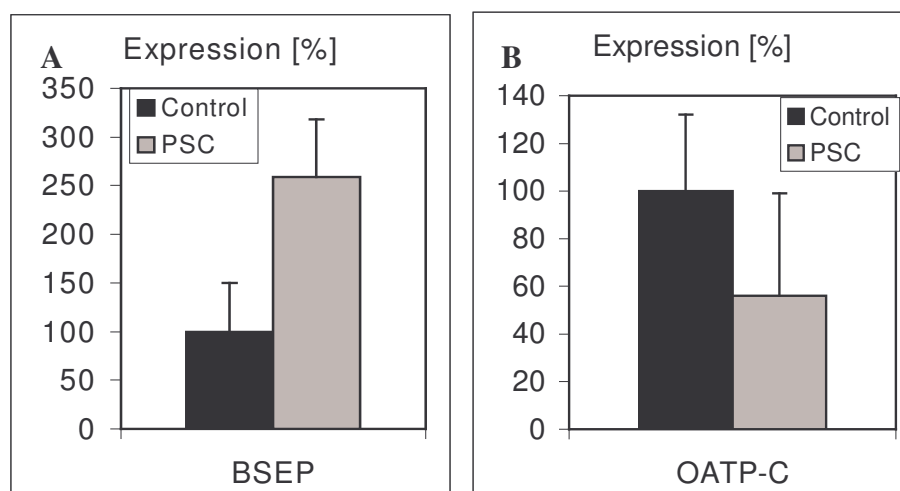 A
Expression [%]
350
300
250
200
150
100
50
0
Control
PSC
BSEP
B
Expression [%]
140
120
100
80
60
40
20
0
Control
PSC
OATP-C